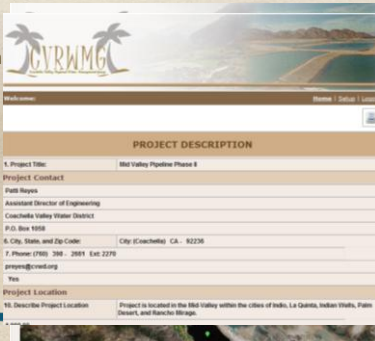 CVRWMG
Welcome:
Home | Setup | Logout
PROJECT DESCRIPTION
1. Project Title: Mid Valley Pipeline Phase II
Project Contact
Patti Reyes
Assistant Director of Engineering
Coachella Valley Water District
P.O. Box 1058
6. City, State, and Zip Code: City: (Coachella) CA - 92236
7. Phone: (760) 398 - 2661 Ext: 2270
preyes@cvwd.org
Yes
Project Location
10. Describe Project Location Project is located in the Mid-Valley within the cities of Indio, La Quinta, Indian Wells, Palm
Desert, and Rancho Mirage.